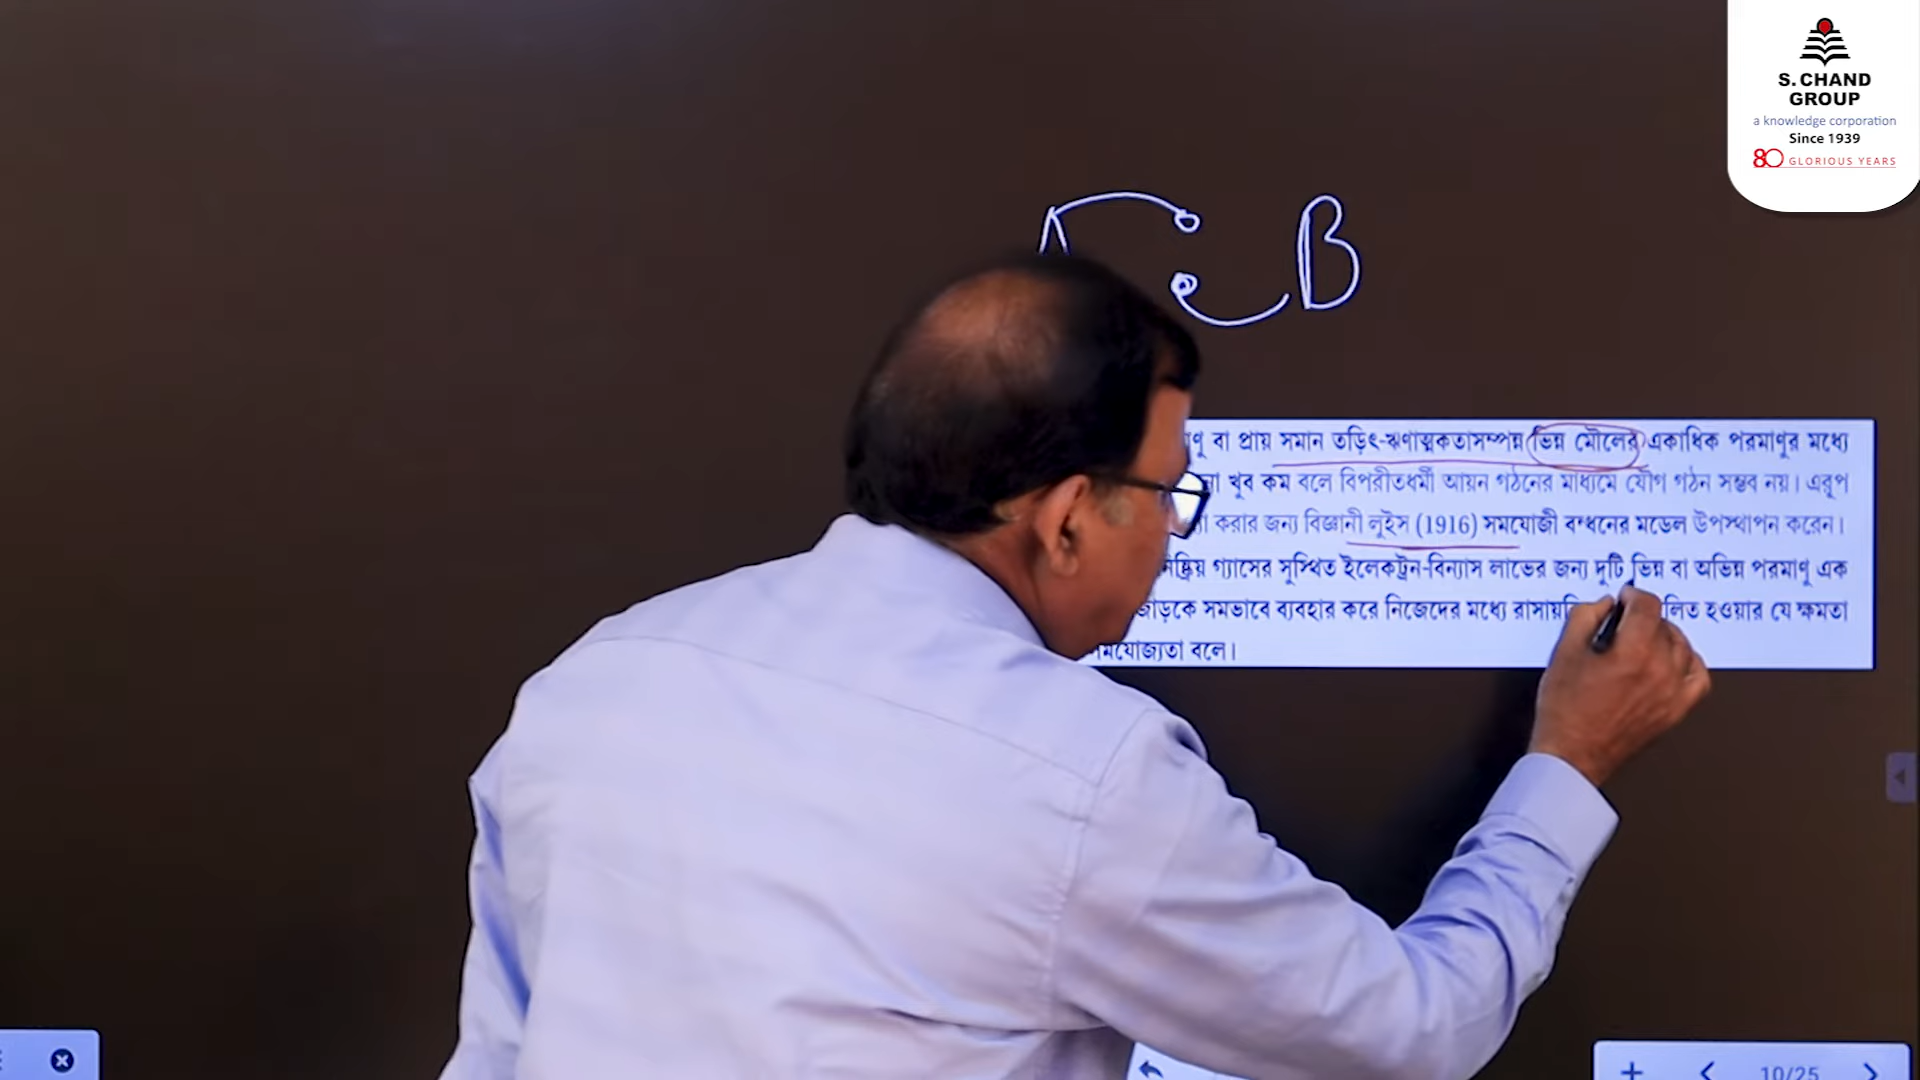 S. CHAND
GROUP
a knowledge corporation
Since 1939
80 GLORIOUS YEARS
B
বা প্রায় সমান তড়িৎ-ঋণাত্মকতাসম্পন্ন ভিন্ন মৌলের একাধিক পরমাণুর মধ্যে
খুব কম বলে বিপরীতধর্মী আয়ন গঠনের মাধ্যমে যৌগ গঠন সম্ভব নয়। এরূপ
করার জন্য বিজ্ঞানী লুইস (1916) সমযোজী বন্ধনের মডেল উপস্থাপন করেন।
গ্যাসের সুস্থিত ইলেকট্রন-বিন্যাস লাভের জন্য দুটি ভিন্ন বা অভিন্ন পরমাণু এক
সমভাবে ব্যবহার করে নিজেদের মধ্যে হওয়ার যে ক্ষমতা
বলে।
10/25